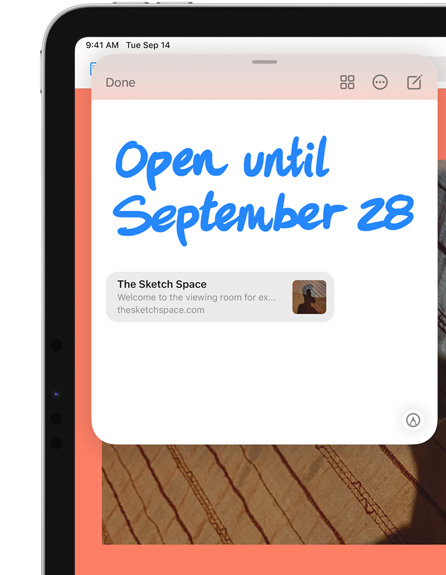 9:41 AM Tue Sep 14
Done
Open until
September 28
The Sketch Space
Welcome to the viewing room for ex...
thesketchspace.com